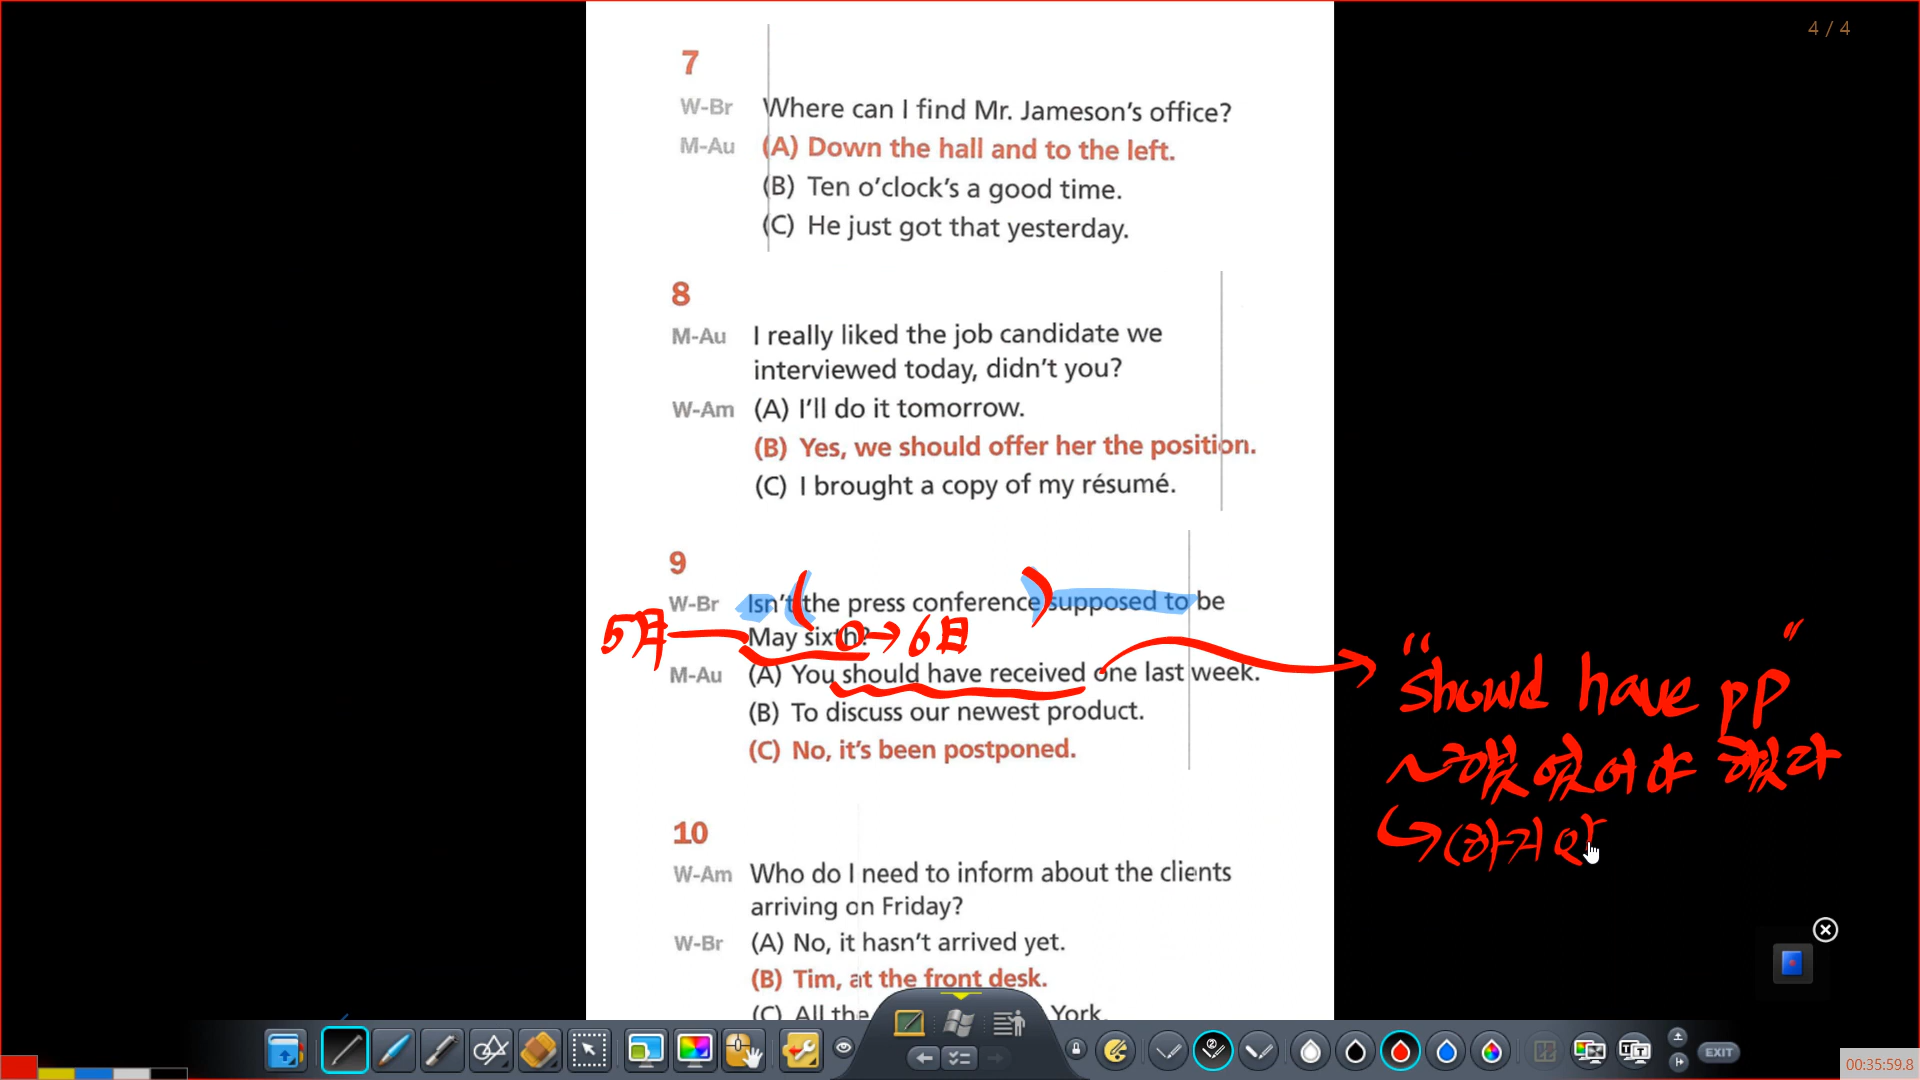 4 / 4
7
W-Br Where can I find Mr. Jameson's office?
M-Au (A) Down the hall and to the left.
(B) Ten o'clock's a good time.
(C) He just got that yesterday.
8
M-Au I really liked the job candidate we
interviewed today, didn't you?
W-Am (A) I'll do it tomorrow.
(B) Yes, we should offer her the position.
(C) I brought a copy of my résumé.
9
W-Br Isn't the press conference supposed to be
5月 May sixth? → 6日
M-Au (A) You should have received one last week.
(B) To discuss our newest product.
(C) No, it's been postponed.
"should have pp"
~했었어야 했다
(하지 않
10
W-Am Who do I need to inform about the clients
arriving on Friday?
W-Br (A) No, it hasn't arrived yet.
(B) Tim, at the front desk.
(C) All the York.
EXIT
00:35:59.8